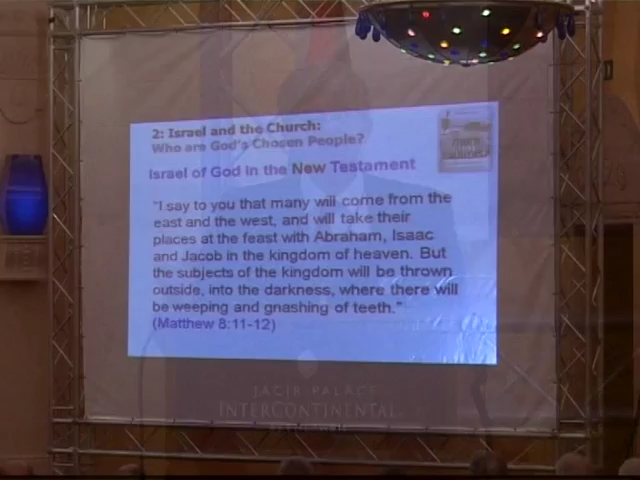 2: Israel and the Church:
Who are God's Chosen People?
Israel of God in the New Testament
"I say to you that many will come from the
east and the west, and will take their
places at the feast with Abraham, Isaac
and Jacob in the kingdom of heaven. But
the subjects of the kingdom will be thrown
outside, into the darkness, where there will
be weeping and gnashing of teeth."
(Matthew 8:11-12)
JACIR PALACE
INTERCONTINENTAL